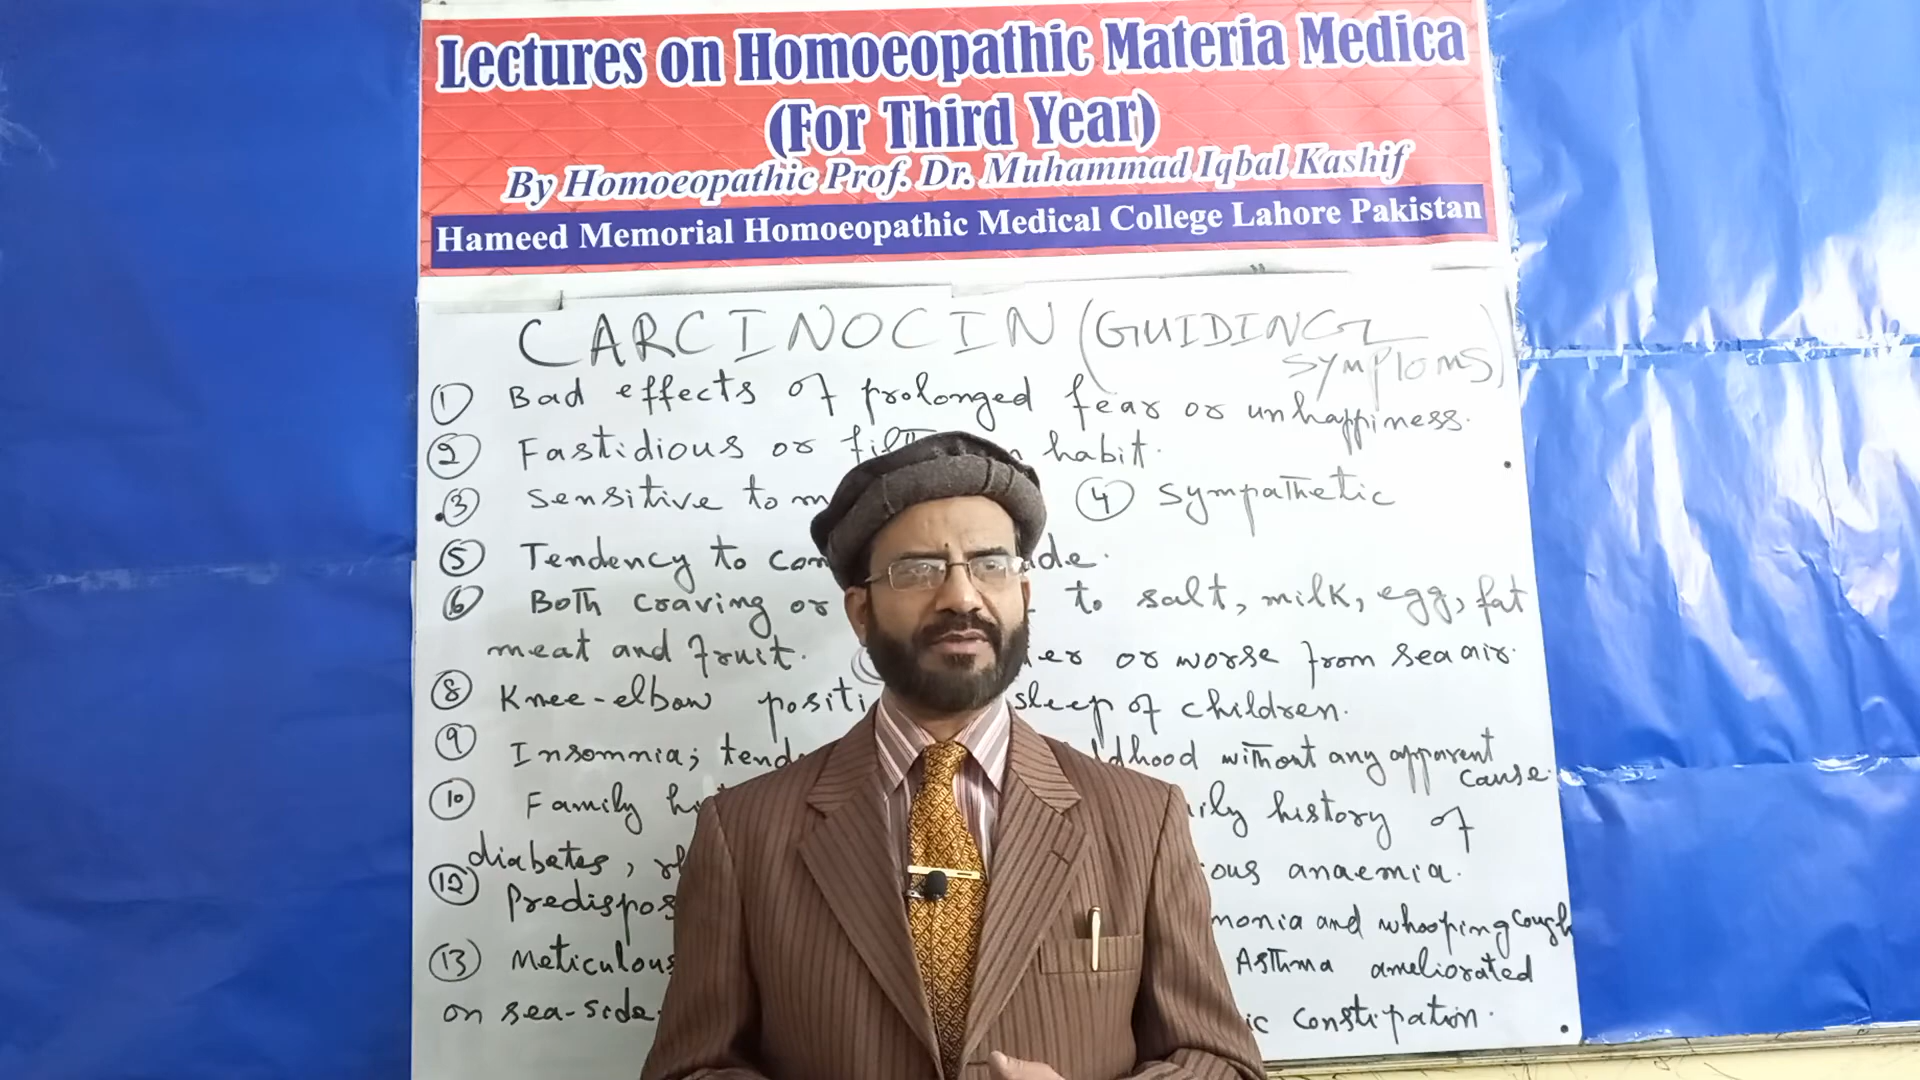 Lectures on Homoeopathic Materia Medica
(For Third Year)
By Homoeopathic Prof. Dr. Muhammad Iqbal Kashif
Hameed Memorial Homoeopathic Medical College Lahore Pakistan
CARCINOCIN (GUIDING
SYMPTOMS)
1 Bad effects of prolonged fear or unhappiness.
2 Fastidious or habit.
3 Sensitive to 4 Sympathetic
5 Tendency to
6 Both craving or to salt, milk, egg, fat
meat and fruit. or worse from sea air.
8 Knee-elbow sleep of children.
9 Insomnia; without any apparent
cause.
10 Family history of
diabetes, anaemia.
12 and whooping cough
13 Meticulous Asthma ameliorated
on sea-side. Constipation.